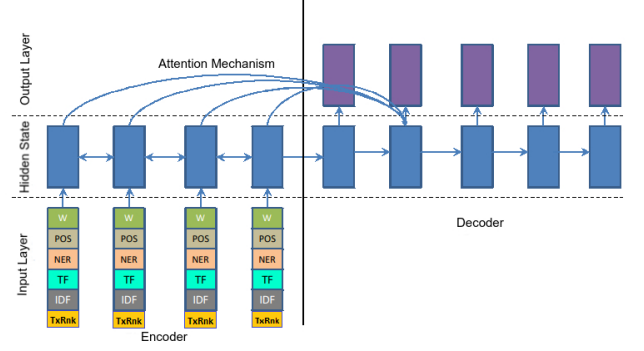 Output Layer
Attention Mechanism
Hidden State
Input Layer
W W W W
POS POS POS POS
NER NER NER NER
TF TF TF TF
IDF IDF IDF IDF
TxRnk TxRnk TxRnk TxRnk
Encoder
Decoder